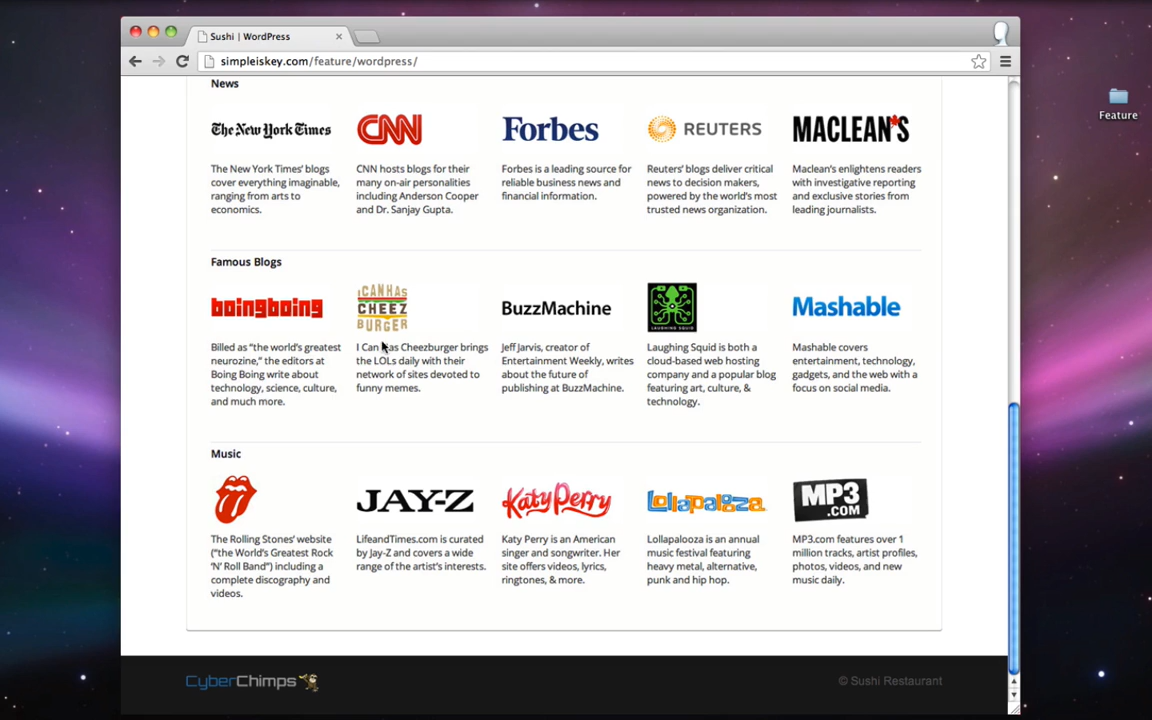 Sushi | WordPress
simpleiskey.com/feature/wordpress/
Feature
News
The New York Times
CNN
Forbes
REUTERS
MACLEAN'S
The New York Times' blogs
cover everything imaginable,
ranging from arts to
economics.
CNN hosts blogs for their
many on-air personalities
including Anderson Cooper
and Dr. Sanjay Gupta.
Forbes is a leading source for
reliable business news and
financial information.
Reuters' blogs deliver critical
news to decision makers,
powered by the world's most
trusted news organization.
Maclean's enlightens readers
with investigative reporting
and exclusive stories from
leading journalists.
Famous Blogs
boingboing
ICANHAS
CHEEZ
BURGER
BuzzMachine
LAUGHING SQUID
Mashable
Billed as "the world's greatest
neurozine," the editors at
Boing Boing write about
technology, science, culture,
and much more.
I Can Has Cheezburger brings
the LOLs daily with their
network of sites devoted to
funny memes.
Jeff Jarvis, creator of
Entertainment Weekly, writes
about the future of
publishing at BuzzMachine.
Laughing Squid is both a
cloud-based web hosting
company and a popular blog
featuring art, culture, &
technology.
Mashable covers
entertainment, technology,
gadgets, and the web with a
focus on social media.
Music
JAY-Z
Katy Perry
Lollapalooza
MP3
.COM
The Rolling Stones' website
("the World's Greatest Rock
'N' Roll Band") including a
complete discography and
videos.
LifeandTimes.com is curated
by Jay-Z and covers a wide
range of the artist's interests.
Katy Perry is an American
singer and songwriter. Her
site offers videos, lyrics,
ringtones, & more.
Lollapalooza is an annual
music festival featuring
heavy metal, alternative,
punk and hip hop.
MP3.com features over 1
million tracks, artist profiles,
photos, videos, and new
music daily.
CyberChimps
© Sushi Restaurant